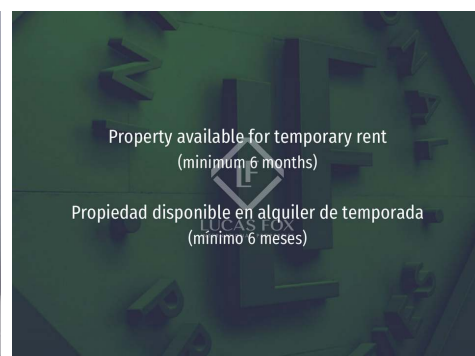 Property available for temporary rent
(minimum 6 months)
LF
Propiedad disponible en alquiler de temporada
LUCAS FOX
(mínimo 6 meses)